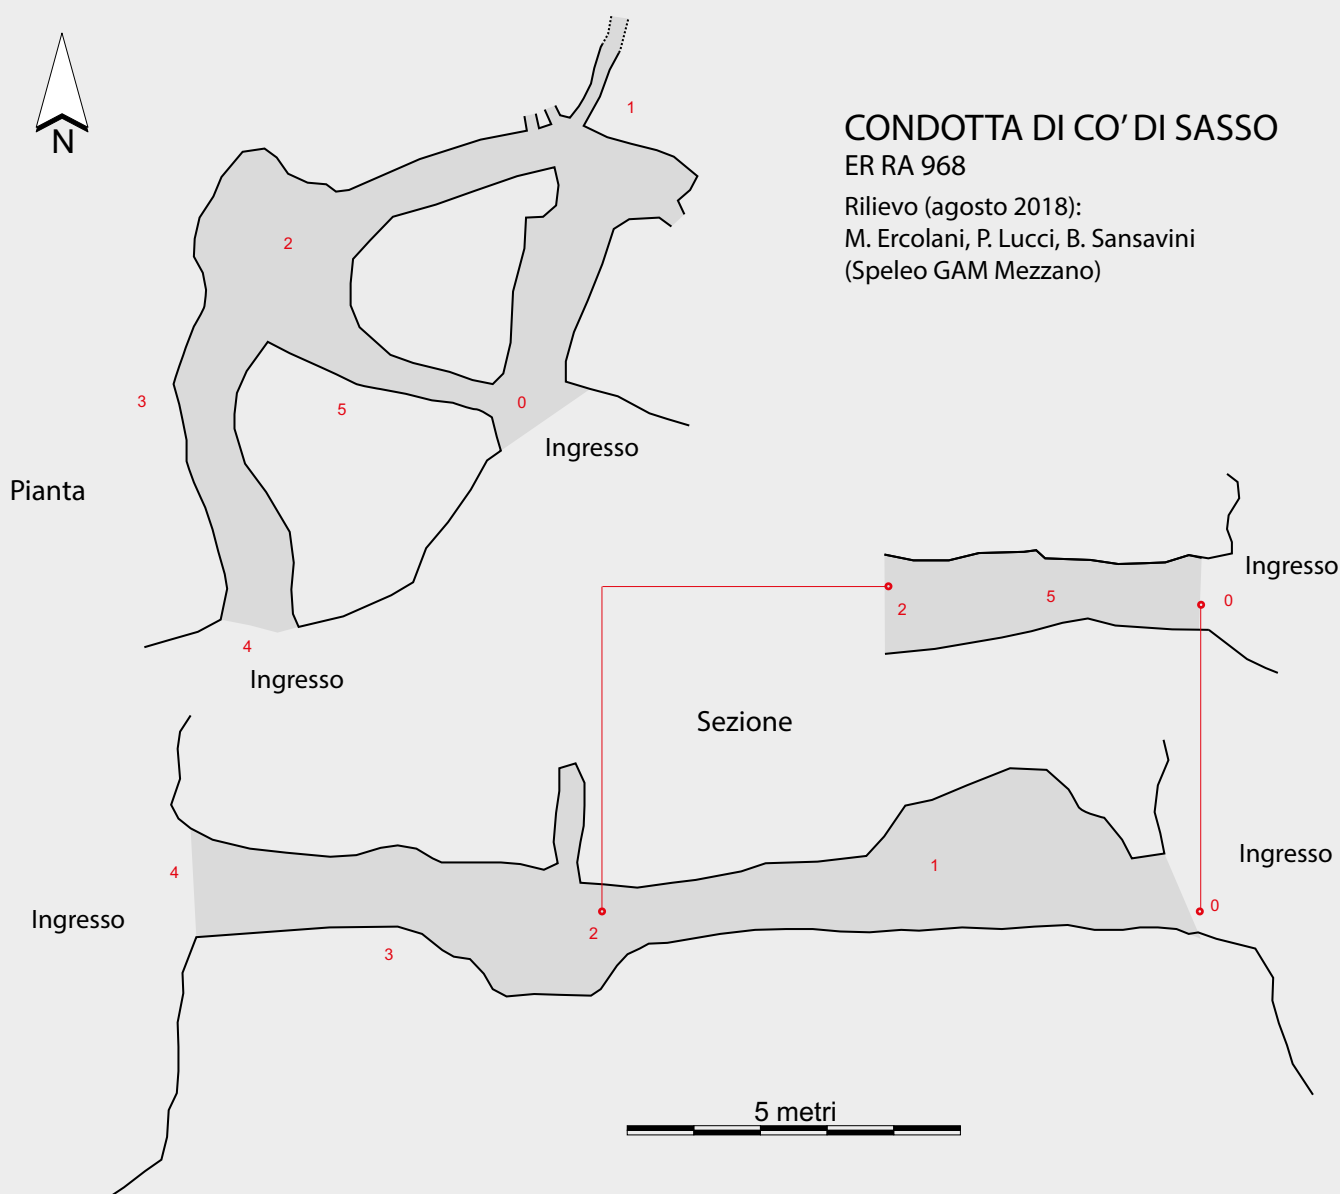 N
1
CONDOTTA DI CO' DI SASSO
ER RA 968
Rilievo (agosto 2018):
M. Ercolani, P. Lucci, B. Sansavini
(Speleo GAM Mezzano)
2
3
5
0
Ingresso
Pianta
4
Ingresso
Ingresso
2
5
0
Sezione
4
Ingresso
3
2
1
0
Ingresso
5 metri